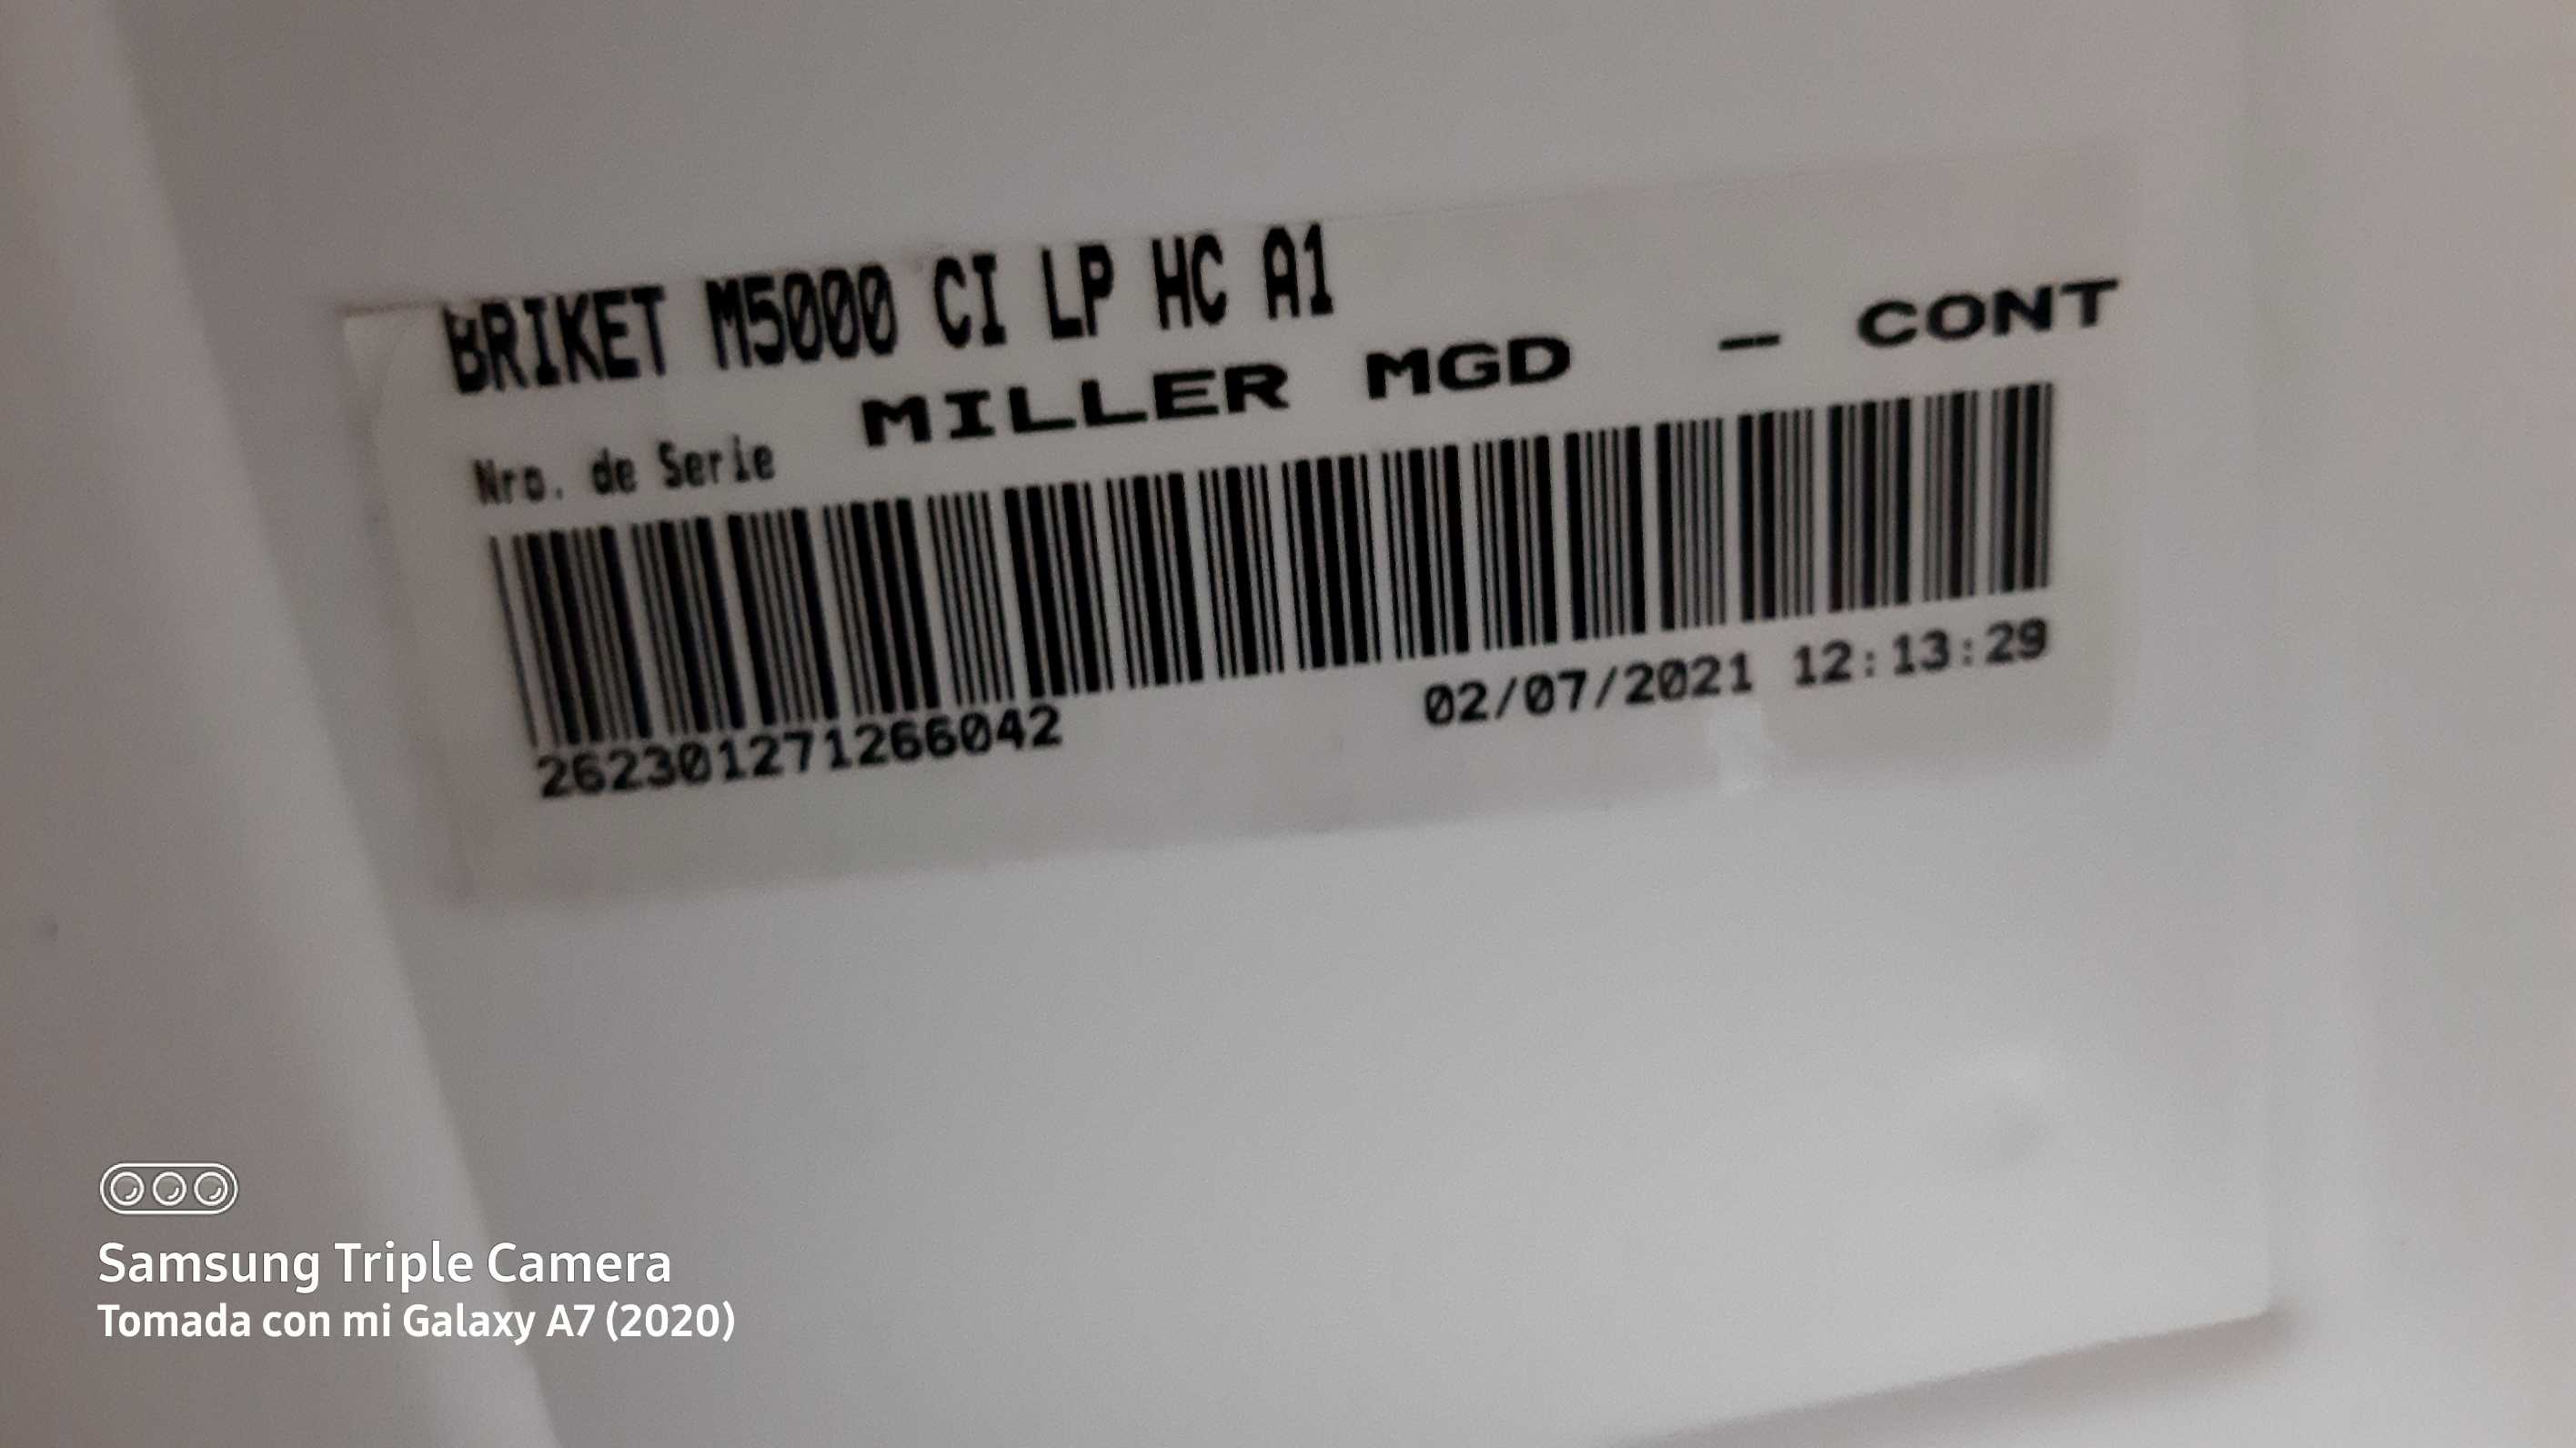 BRIKET M5000 CI LP HC A1
MILLER MGD - CONT
Nro. de Serie
262301271266042
02/07/2021 12:13:29
Samsung Triple Camera
Tomada con mi Galaxy A7 (2020)